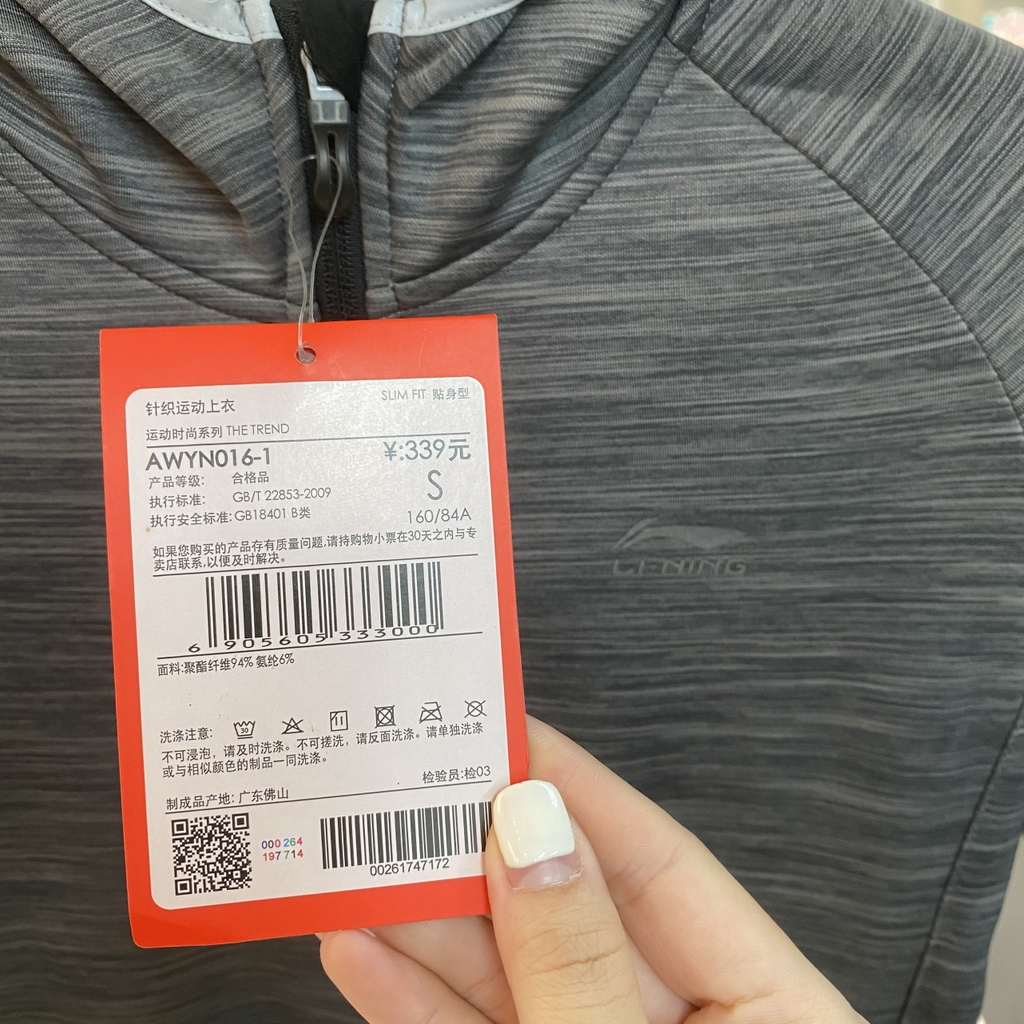 针织运动上衣
SLIM FIT 贴身型
运动时尚系列 THE TREND
AWYN016-1
¥:339元
产品等级: 合格品
S
执行标准: GB/T 22853-2009
执行安全标准:GB18401 B类
160/84A
如果您购买的产品存有质量问题,请持购物小票在30天之内与专
卖店联系,以便及时解决。
6 905605 333000
面料:聚酯纤维94% 氨纶6%
洗涤注意: 30
不可浸泡，请及时洗涤。不可搓洗，请反面洗涤。请单独洗涤
或与相似颜色的制品一同洗涤。
检验员:检03
制成品产地: 广东佛山
000 264
197 714
00261747172
LI-NING